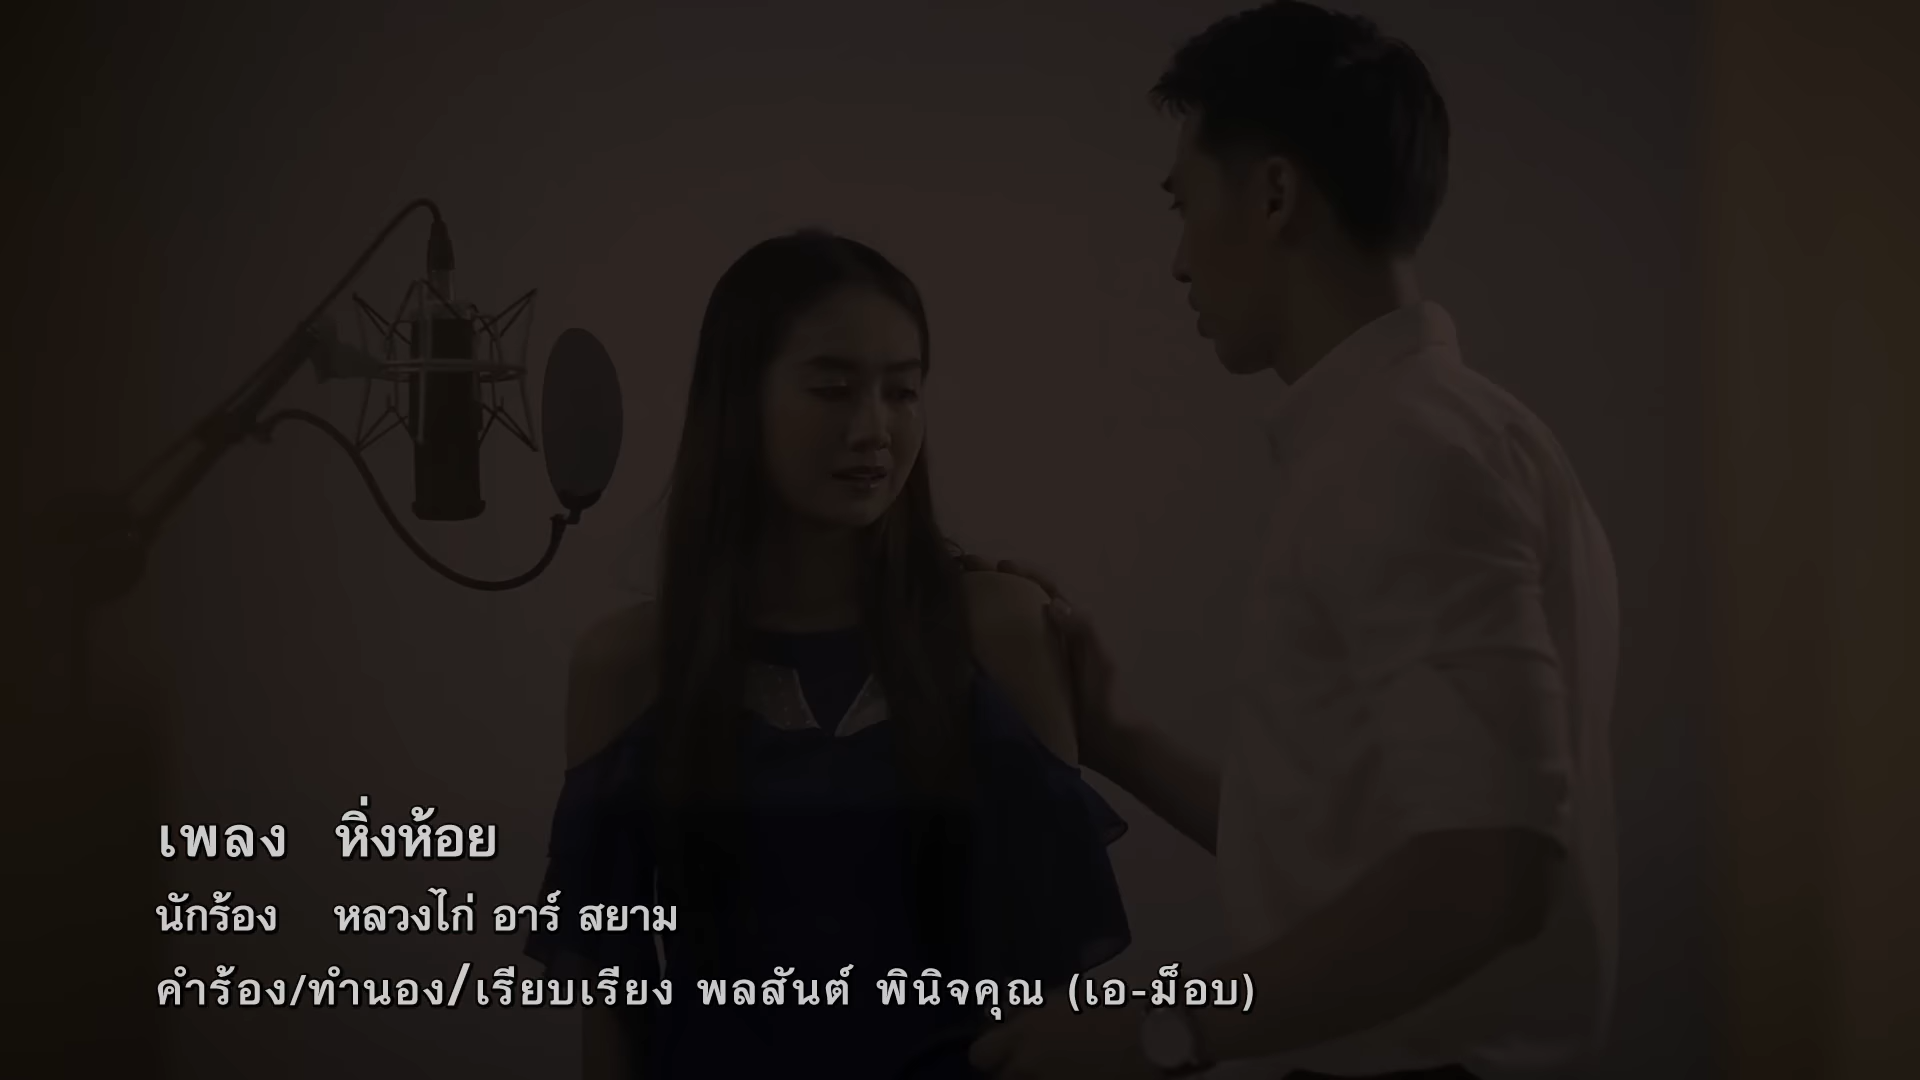 เพลง หิ่งห้อย
นักร้อง หลวงไก่ อาร์ สยาม
คำร้อง/ทำนอง/เรียบเรียง พลสันต์ พินิจคุณ (เอ-ม็อบ)